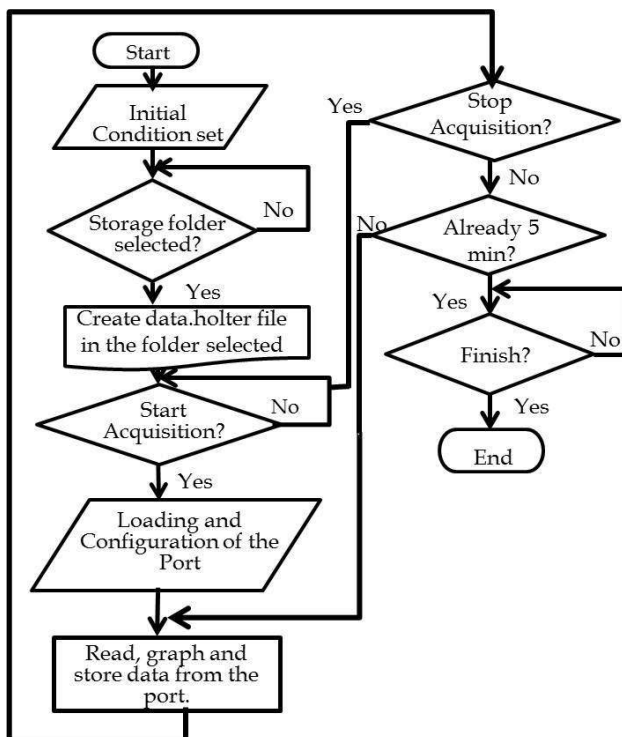 Start
Initial
Condition set
Storage folder
selected?
No
Yes
Create data.holter file
in the folder selected
Start
Acquisition?
No
Yes
Loading and
Configuration of the
Port
Read, graph and
store data from the
port.
Stop
Acquisition?
Yes
No
Already 5
min?
No
Yes
Finish?
No
Yes
End